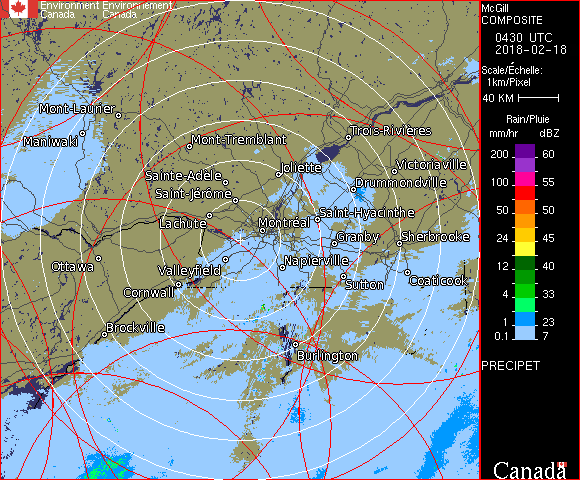 Environment Environnement
Canada Canada
Mont-Laurier
Maniwaki
Mont-Tremblant
Trois-Rivières
Sainte-Adèle
Joliette
Victoriaville
Saint-Jérôme
Drummondville
Lachute
Montréal
Saint-Hyacinthe
Granby
Sherbrooke
Ottawa
Valleyfield
Napierville
Sutton
Coaticook
Cornwall
Brockville
Burlington
McGill
COMPOSITE
0430 UTC
2018-02-18
Scale/Échelle:
1km/Pixel
40 KM
Rain/Pluie
mm/hr dBZ
200 60
100 55
50 50
24 45
12 40
4 33
1 23
0.1 7
PRECIPET
Canada